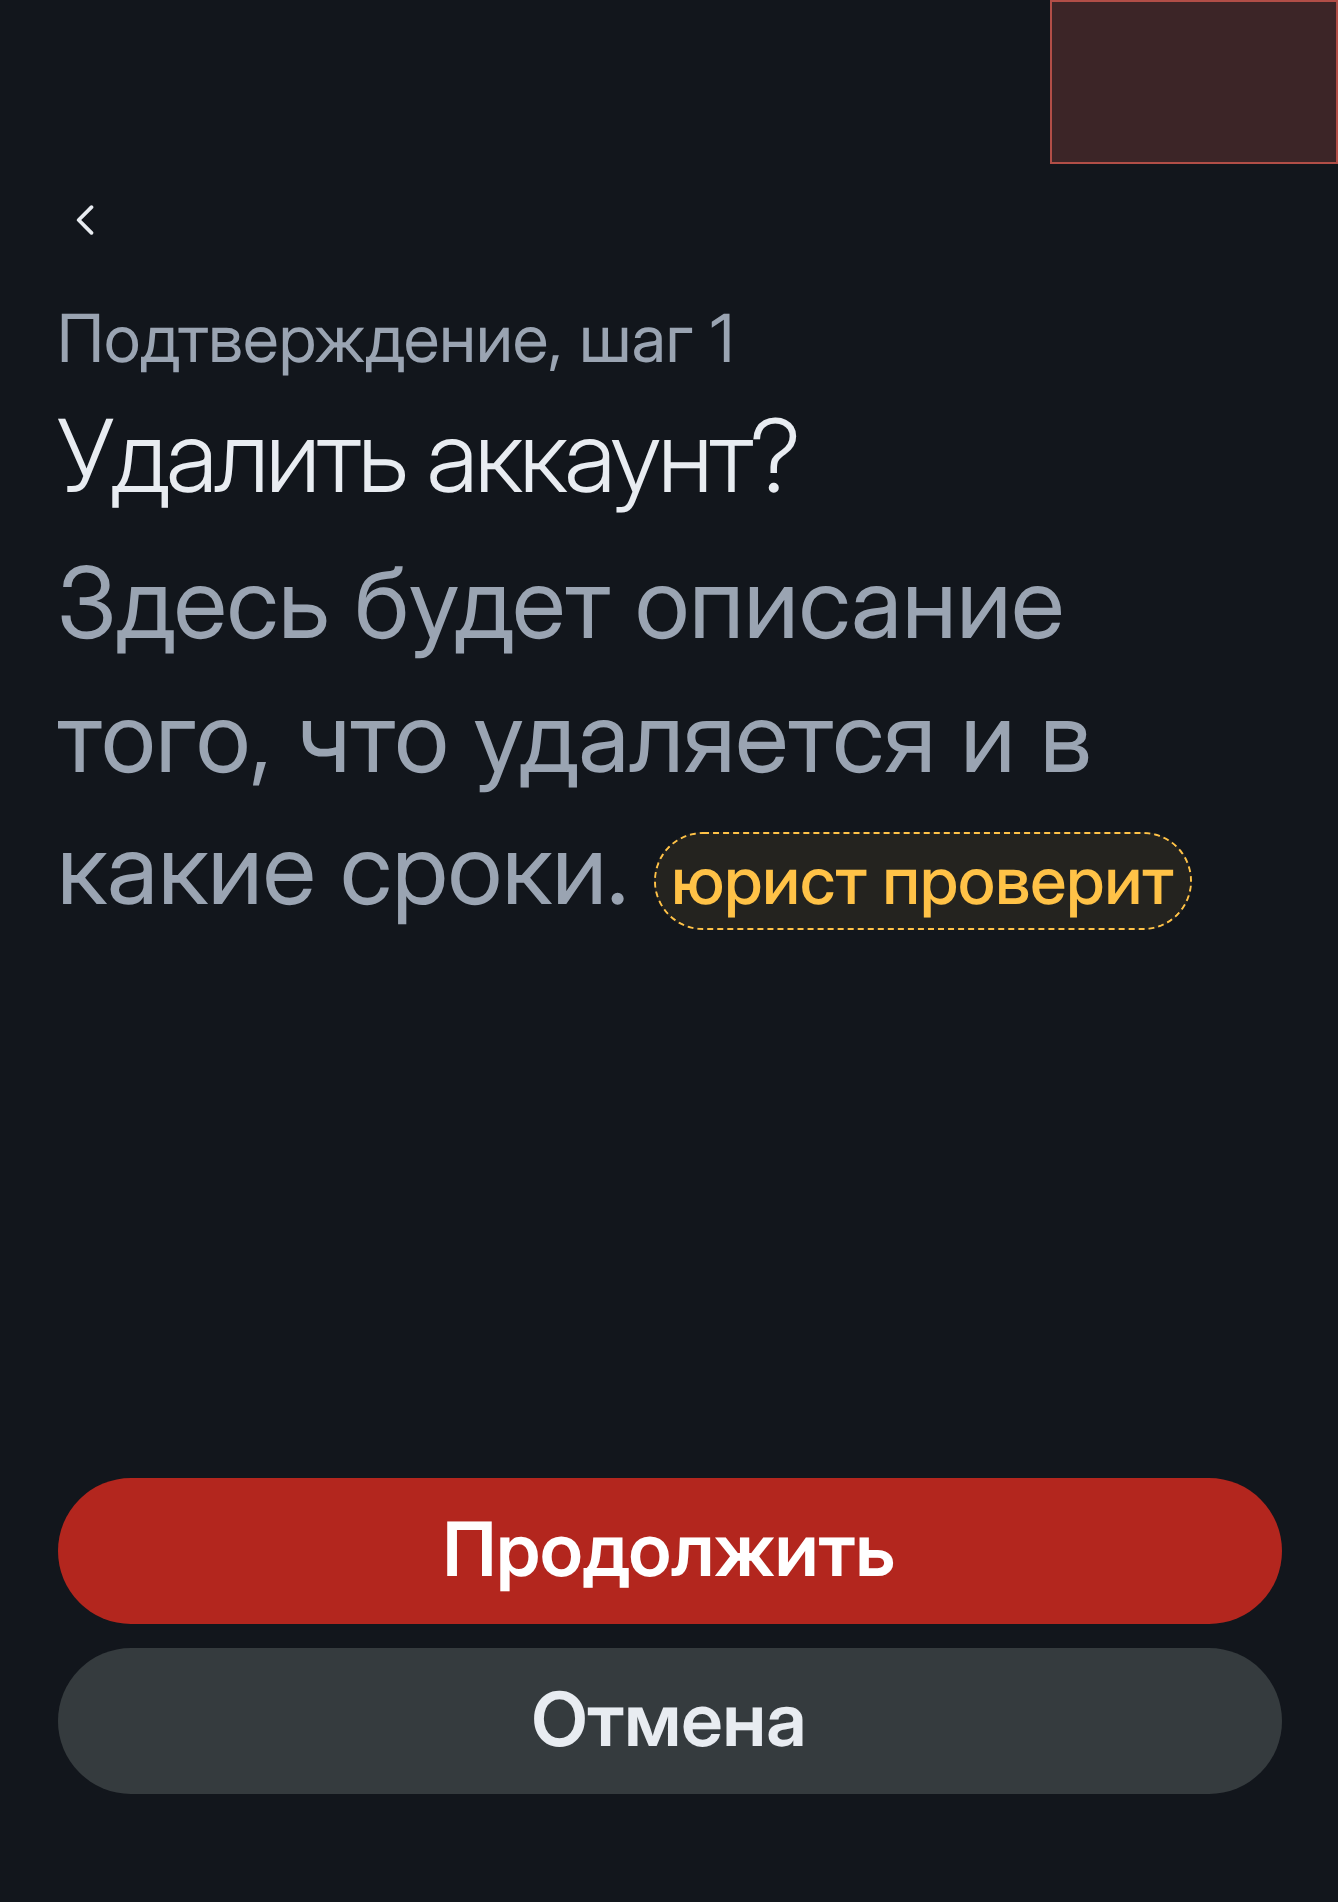 Подтверждение, шаг 1
Удалить аккаунт?
Здесь будет описание
того, что удаляется и в
какие сроки. юрист проверит
Продолжить
Отмена